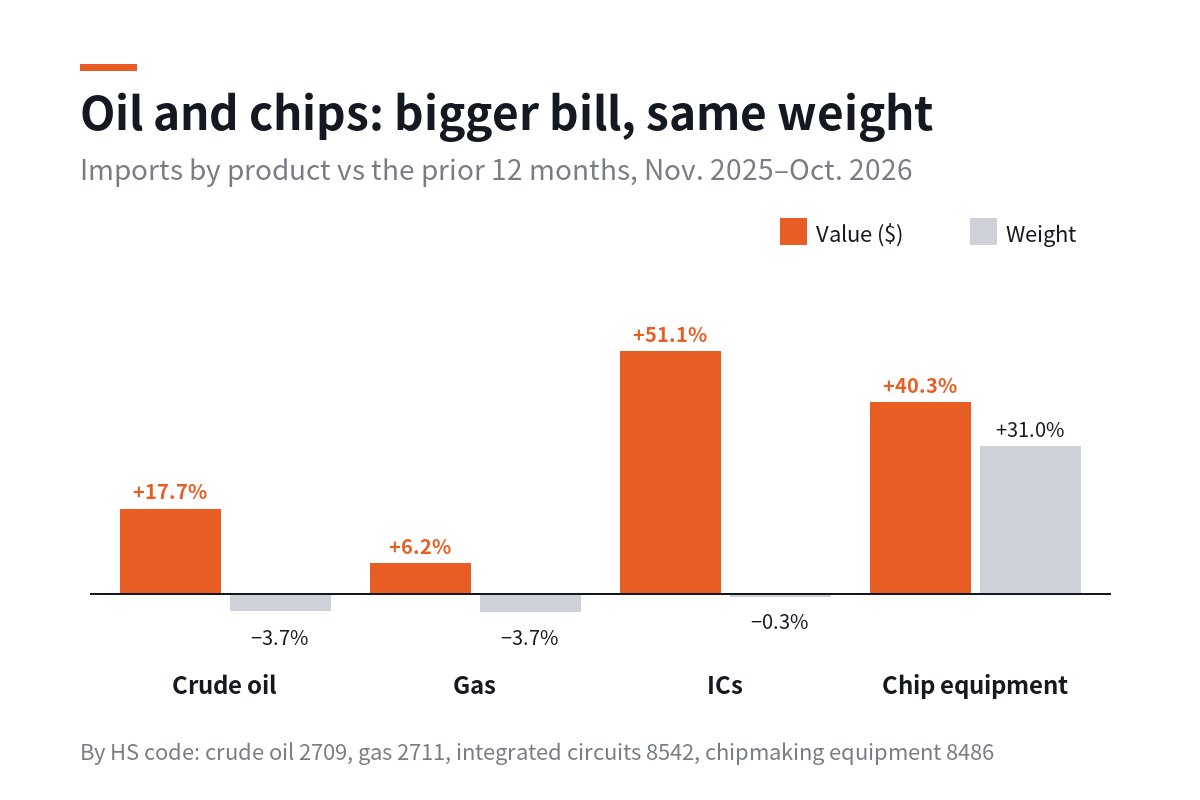 Oil and chips: bigger bill, same weight
Imports by product vs the prior 12 months, Nov. 2025–Oct. 2026
Value ($) Weight
+51.1%
+40.3%
+31.0%
+17.7%
+6.2%
−0.3%
−3.7% −3.7%
Crude oil Gas ICs Chip equipment
By HS code: crude oil 2709, gas 2711, integrated circuits 8542, chipmaking equipment 8486